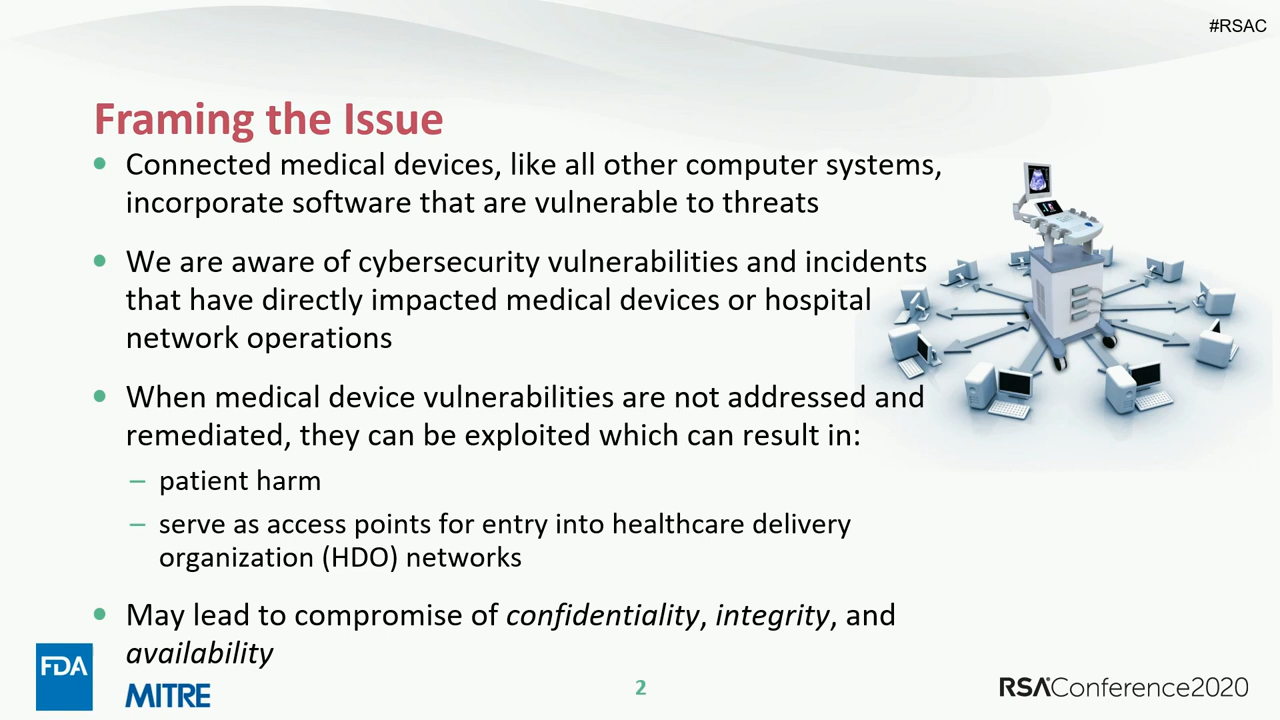 #RSAC
Framing the Issue
• Connected medical devices, like all other computer systems,
incorporate software that are vulnerable to threats
• We are aware of cybersecurity vulnerabilities and incidents
that have directly impacted medical devices or hospital
network operations
• When medical device vulnerabilities are not addressed and
remediated, they can be exploited which can result in:
– patient harm
– serve as access points for entry into healthcare delivery
organization (HDO) networks
• May lead to compromise of confidentiality, integrity, and
availability
FDA
MITRE
2
RSAConference2020